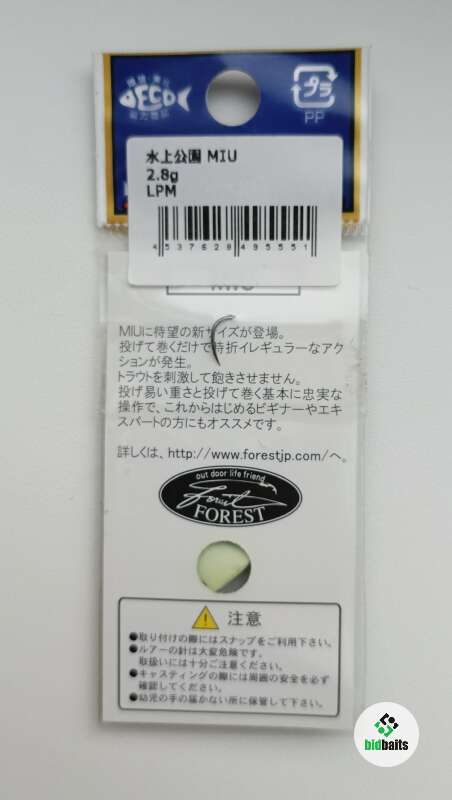 環境・実績
ECO
プラ
PP
水上公園 MIU
2.8g
LPM
4 537628 495551
MIU
MIUに待望の新サイズが登場。
投げて巻くだけで時折イレギュラーなアク
ションが発生。
トラウトを刺激して飽きさせません。
投げ易い重さと投げて巻く基本に忠実な
操作で、これからはじめるビギナーやエキ
スパートの方にもオススメです。
詳しくは、http://www.forestjp.com/へ。
out door life friend
Forest
FOREST
注意
●取り付けの際にはスナップをご利用下さい。
●ルアーの針は大変危険です。
取扱いには十分ご注意ください。
●キャスティングの際には周囲の安全を必ず
確認してください。
●幼児の手の届かない所に保管して下さい。
bidbaits